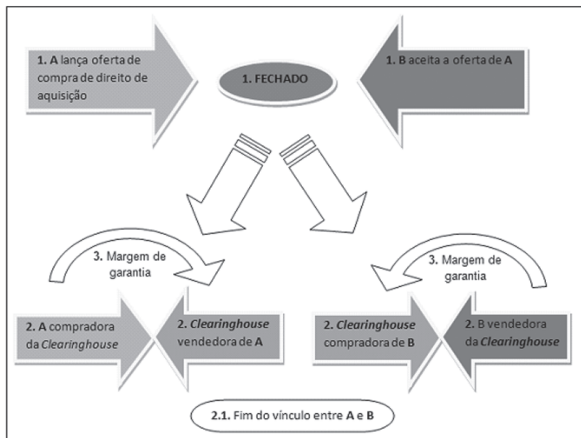 1. A lança oferta de
compra de direito de
aquisição
1. FECHADO
1. B aceita a oferta de A
3. Margem de
garantia
3. Margem de
garantia
2. A compradora
da Clearinghouse
2. Clearinghouse
vendedora de A
2. Clearinghouse
compradora de B
2. B vendedora
da Clearinghouse
2.1. Fim do vínculo entre A e B